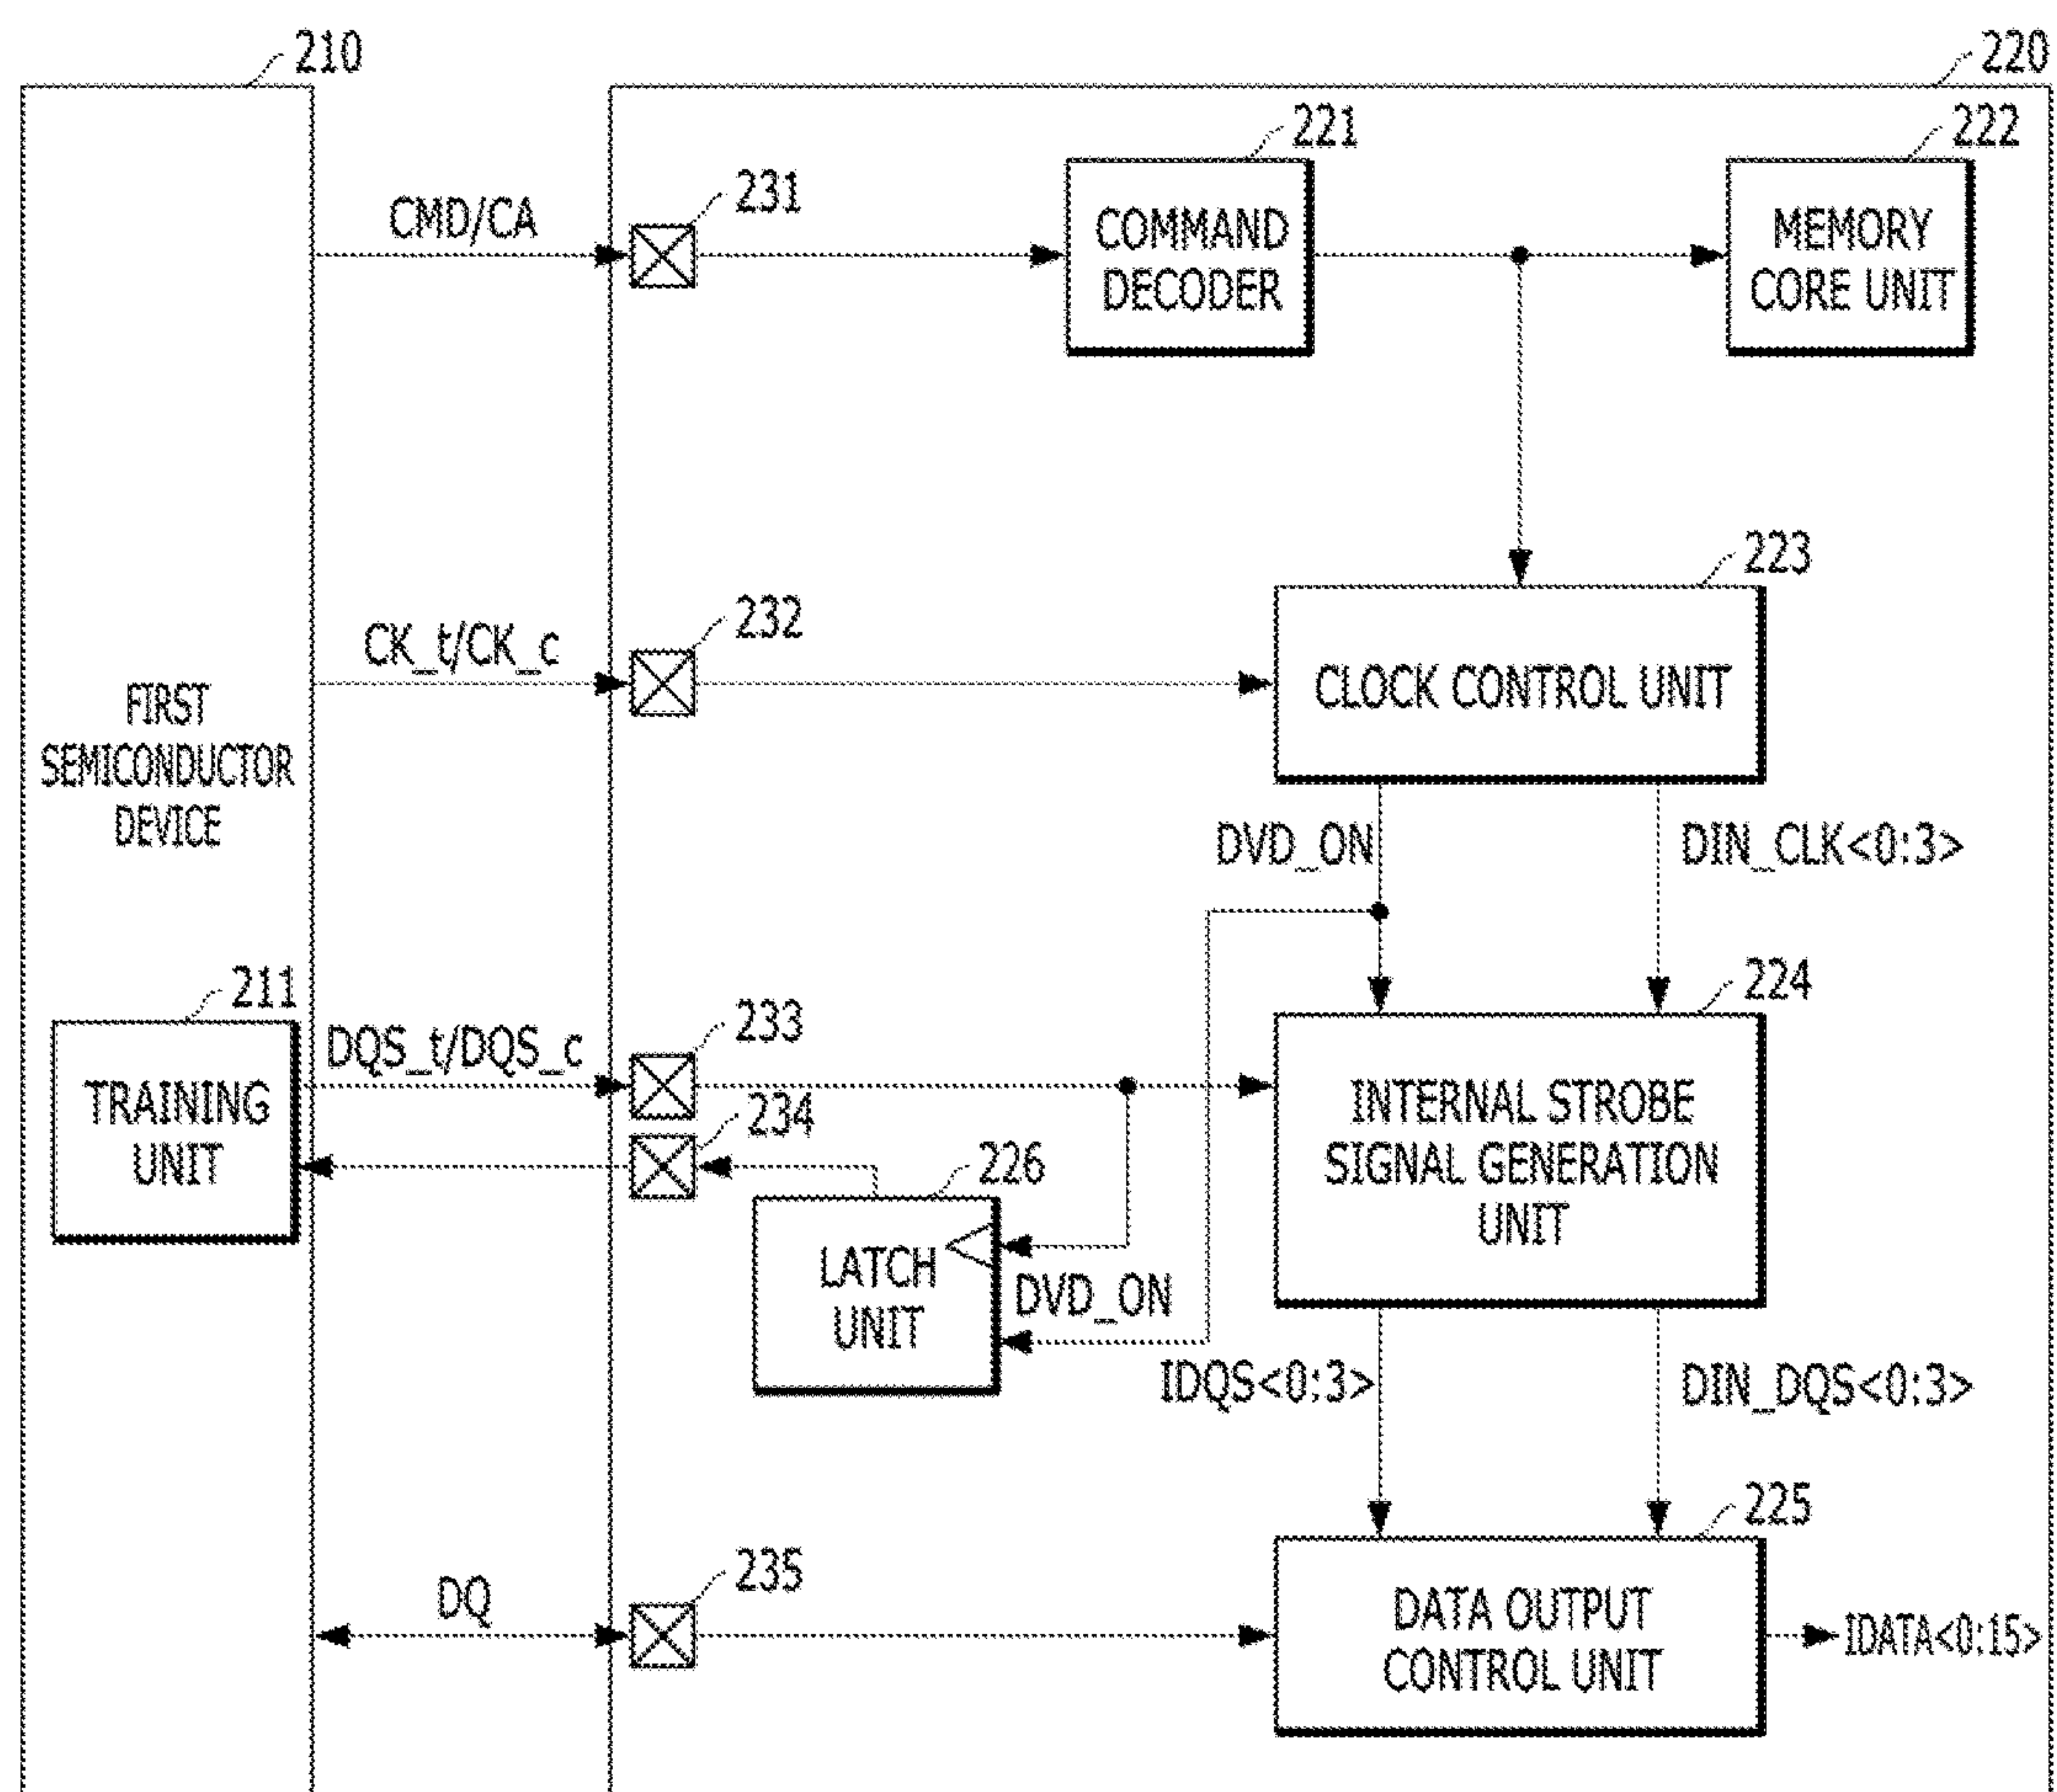 210
220
221
222
231
CMD/CA
COMMAND
DECODER
MEMORY
CORE UNIT
223
232
CK_t/CK_c
CLOCK CONTROL UNIT
FIRST
SEMICONDUCTOR
DEVICE
DVD_ON
DIN_CLK<0:3>
211
224
233
DQS_t/DQS_c
TRAINING
UNIT
234
226
INTERNAL STROBE
SIGNAL GENERATION
UNIT
LATCH
UNIT
DVD_ON
IDQS<0:3>
DIN_DQS<0:3>
225
235
DQ
DATA OUTPUT
CONTROL UNIT
IDATA<0:15>